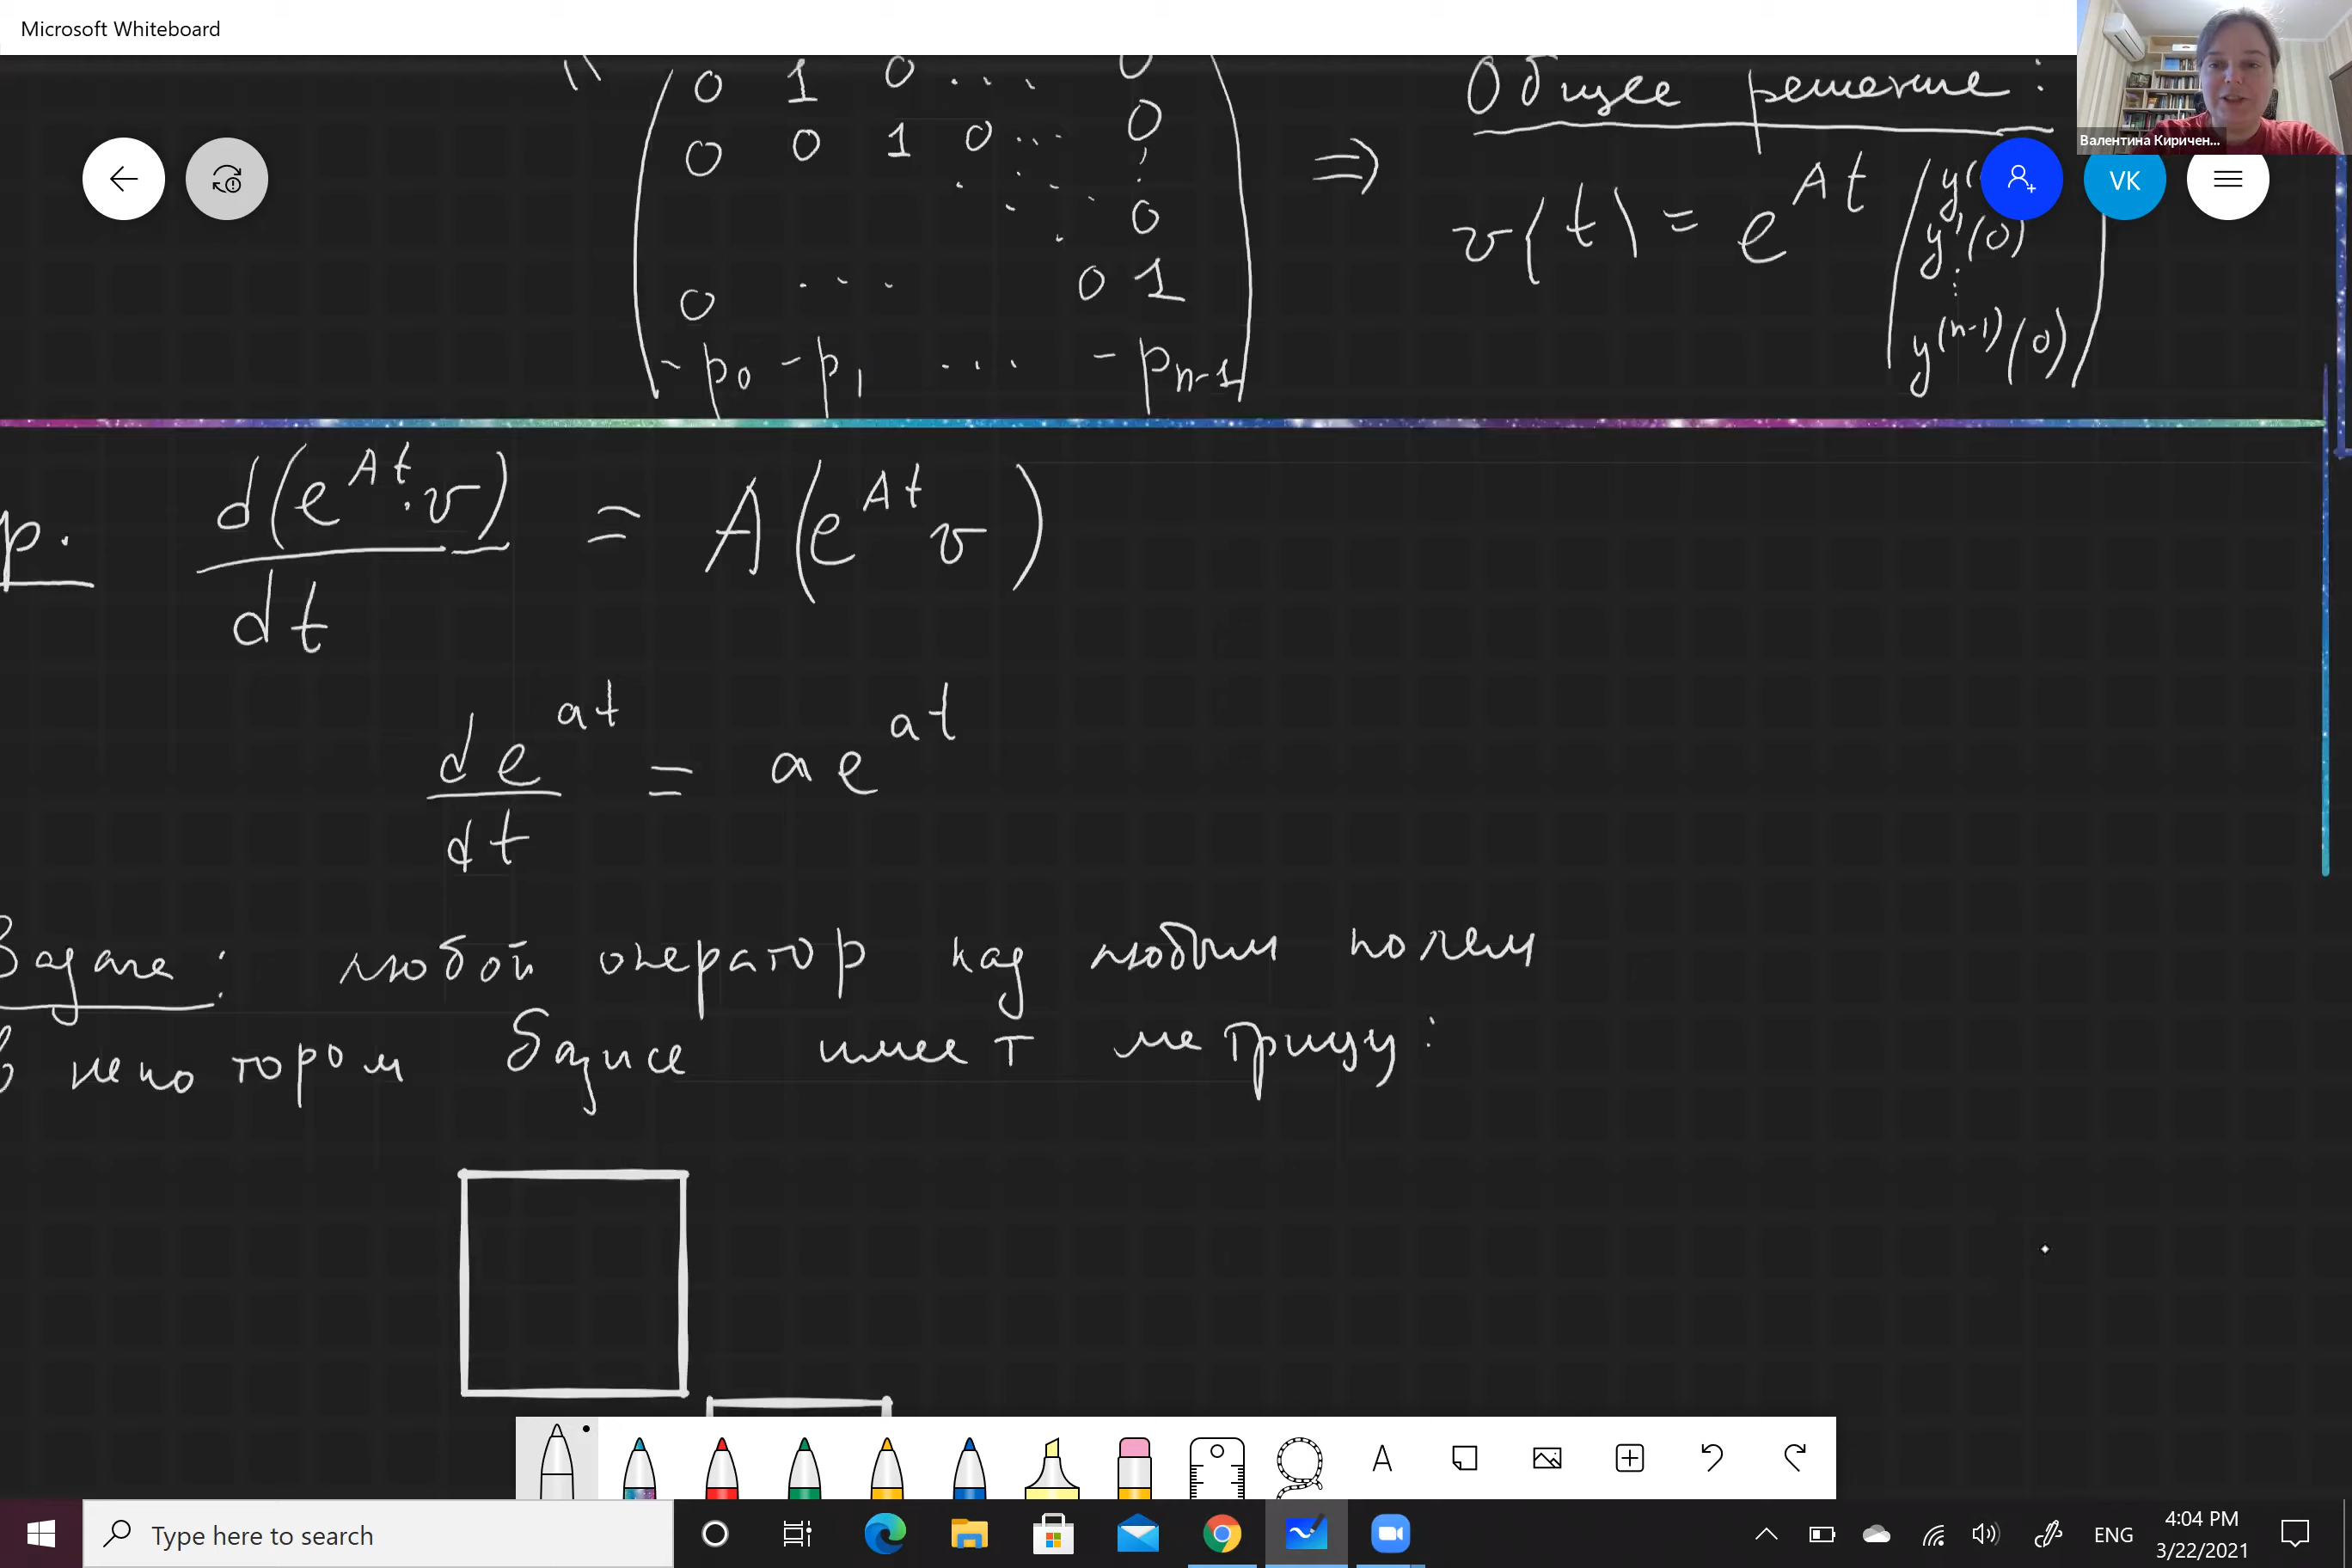 Microsoft Whiteboard
Валентина Киричен...
VK
0 1 0 ... 0
0 0 1 0 ... 0
0
0 ... 0 1
-p₀ -p₁ ... -pₙ₋₁
⇒
Общее решение:
v(t) = e^{At}
y(
y'(0)
⋮
y^{(n-1)}(0)
р. d(e^{At}·v)/dt = A(e^{At} v)
de^{at}/dt = ae^{at}
Задача: любой оператор над любым полем
в некотором базисе имеет матрицу:
A
Type here to search
ENG
4:04 PM
3/22/2021